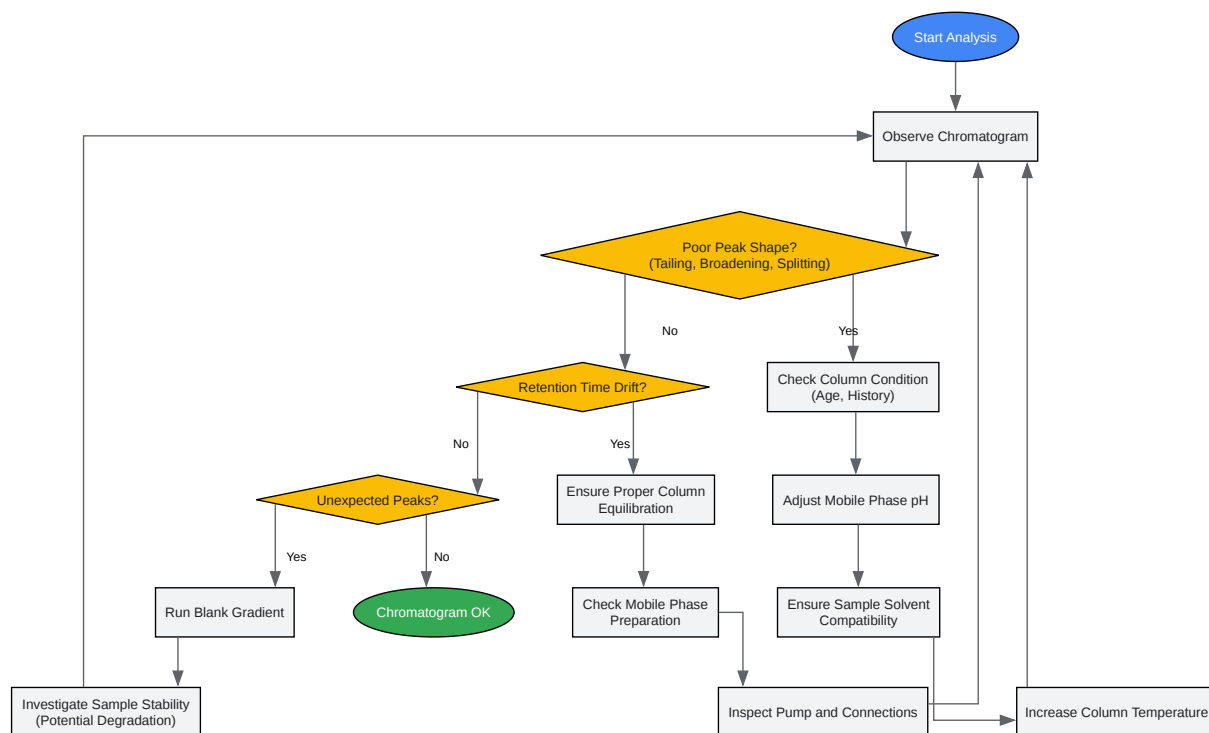 Start Analysis
Observe Chromatogram
Poor Peak Shape?
(Tailing, Broadening, Splitting)
No
Yes
Retention Time Drift?
Check Column Condition
(Age, History)
No
Yes
Unexpected Peaks?
Ensure Proper Column
Equilibration
Adjust Mobile Phase pH
Yes
No
Run Blank Gradient
Chromatogram OK
Check Mobile Phase
Preparation
Ensure Sample Solvent
Compatibility
Investigate Sample Stability
(Potential Degradation)
Inspect Pump and Connections
Increase Column Temperature